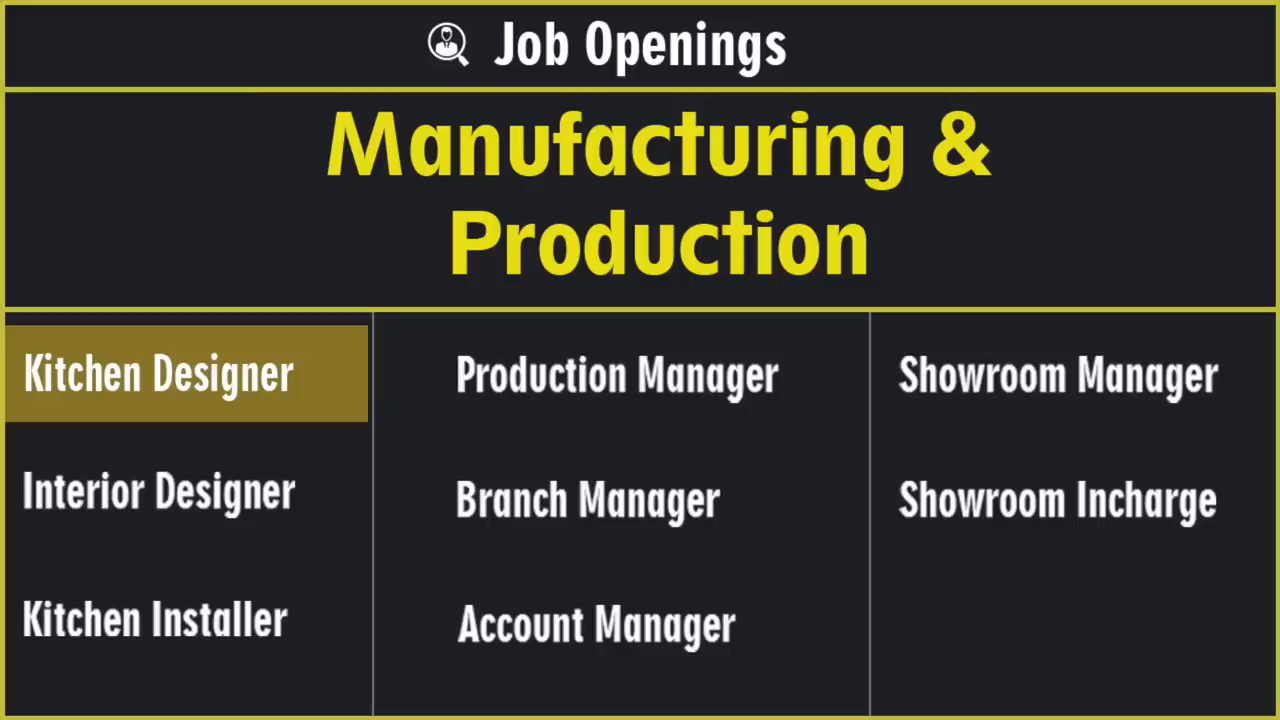 Job Openings
Manufacturing &
Production
Kitchen Designer
Interior Designer
Kitchen Installer
Production Manager
Branch Manager
Account Manager
Showroom Manager
Showroom Incharge